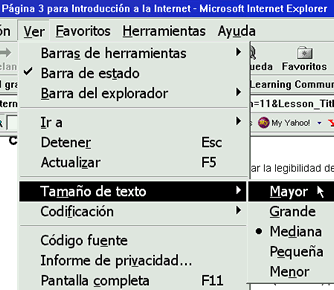 Página 3 para Introducción a la Internet - Microsoft Internet Explorer
Ver Favoritos Herramientas Ayuda
Barras de herramientas
Favoritos
Barra de estado
Learning Commu
Barra del explorador
=11&Lesson_Titl
Ir a
My Yahoo!
Detener Esc
Actualizar F5
ar la legibilidad de
Tamaño de texto
Mayor
Codificación
Grande
Mediana
Código fuente
Pequeña
Informe de privacidad...
Menor
Pantalla completa F11